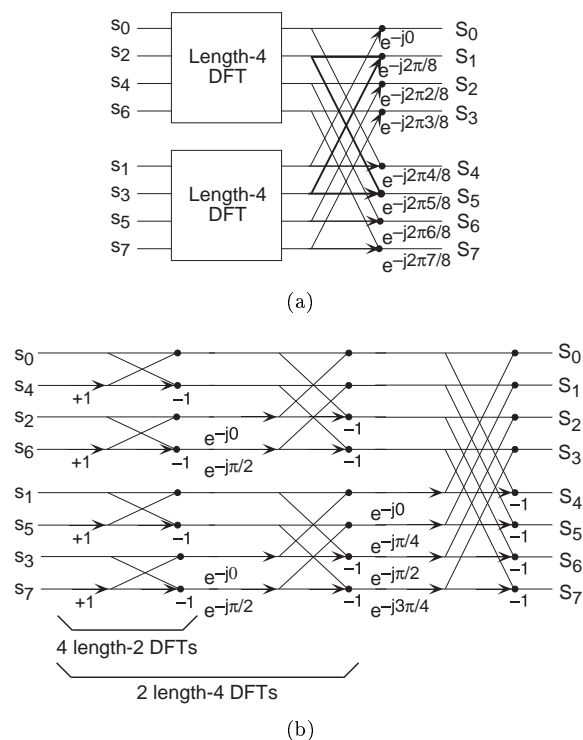 s0 S0
e−j0
s2 Length-4 S1
DFT e−j2π/8
s4 S2
e−j2π2/8
s6 S3
e−j2π3/8
s1 S4
e−j2π4/8
s3 Length-4 S5
DFT e−j2π5/8
s5 S6
e−j2π6/8
s7 S7
e−j2π7/8
(a)
s0 S0
s4 S1
+1 −1
s2 S2
e−j0 −1
s6 S3
+1 −1 e−jπ/2 −1
s1 S4
e−j0 −1
s5 S5
e−jπ/4 −1
s3 S6
e−j0 e−jπ/2 −1
s7 S7
+1 −1 e−jπ/2 −1 e−j3π/4 −1
4 length-2 DFTs
2 length-4 DFTs
(b)